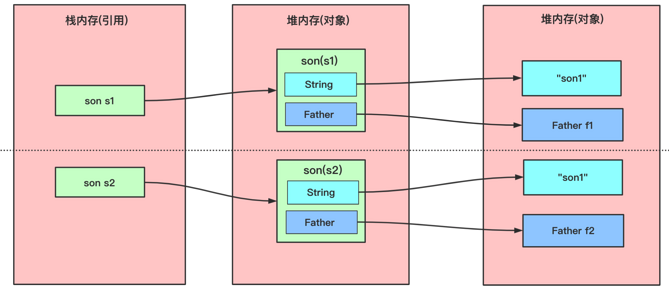 栈内存(引用)
堆内存(对象)
堆内存(对象)
son s1
son(s1)
String
Father
"son1"
Father f1
son s2
son(s2)
String
Father
"son1"
Father f2